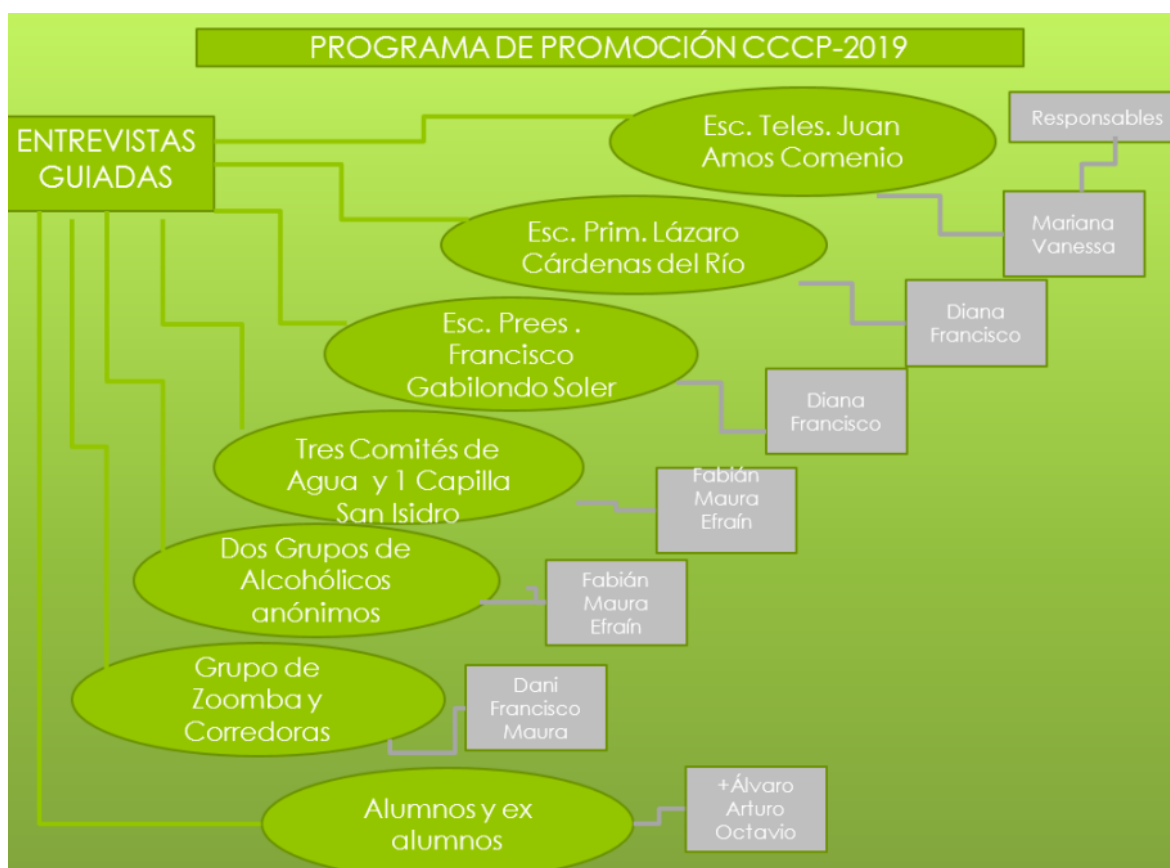 PROGRAMA DE PROMOCIÓN CCCP-2019
ENTREVISTAS
GUIADAS
Esc. Teles. Juan
Amos Comenio
Responsables
Mariana
Vanessa
Esc. Prim. Lázaro
Cárdenas del Río
Diana
Francisco
Esc. Prees .
Francisco
Gabilondo Soler
Diana
Francisco
Tres Comités de
Agua y 1 Capilla
San Isidro
Fabián
Maura
Efraín
Dos Grupos de
Alcohólicos
anónimos
Fabián
Maura
Efraín
Grupo de
Zoomba y
Corredoras
Dani
Francisco
Maura
Alumnos y ex
alumnos
+Álvaro
Arturo
Octavio